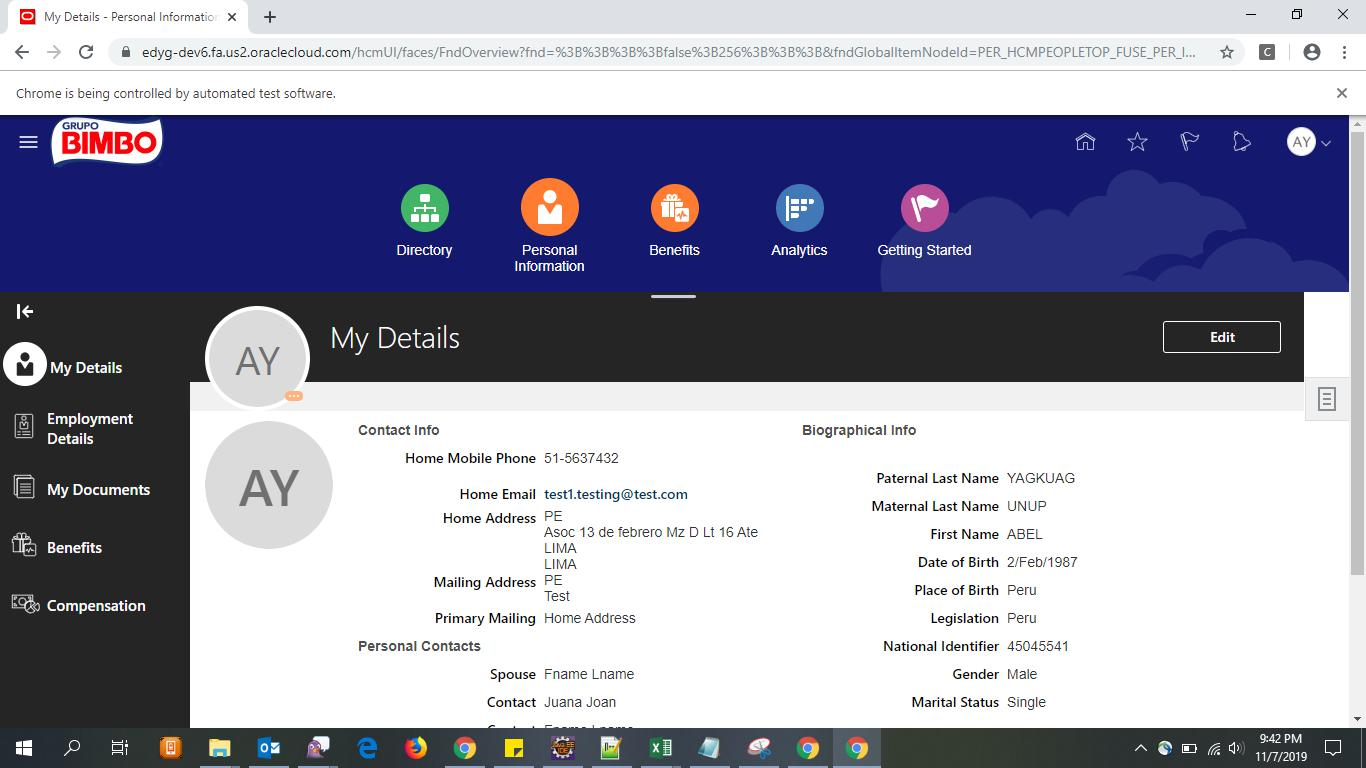 My Details - Personal Information
edyg-dev6.fa.us2.oraclecloud.com/hcmUI/faces/FndOverview?fnd=%3B%3B%3B%3Bfalse%3B256%3B%3B%3B&fndGlobalItemNodeId=PER_HCMPEOPLETOP_FUSE_PER_I...
Chrome is being controlled by automated test software.
GRUPO
BIMBO
AY
Directory
Personal
Information
Benefits
Analytics
Getting Started
My Details
Employment
Details
My Documents
Benefits
Compensation
AY
My Details
Edit
AY
Contact Info
Home Mobile Phone 51-5637432
Home Email test1.testing@test.com
Home Address PE
Asoc 13 de febrero Mz D Lt 16 Ate
LIMA
LIMA
Mailing Address PE
Test
Primary Mailing Home Address
Personal Contacts
Spouse Fname Lname
Contact Juana Joan
Biographical Info
Paternal Last Name YAGKUAG
Maternal Last Name UNUP
First Name ABEL
Date of Birth 2/Feb/1987
Place of Birth Peru
Legislation Peru
National Identifier 45045541
Gender Male
Marital Status Single
9:42 PM
11/7/2019